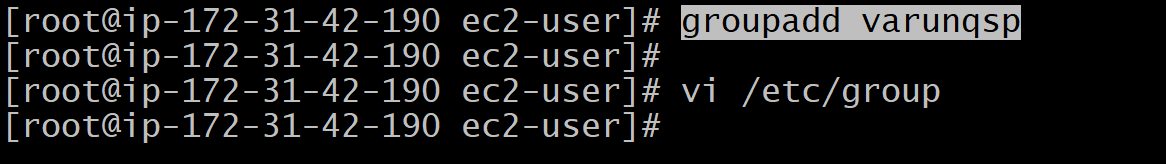 [root@ip-172-31-42-190 ec2-user]# groupadd varunqsp
[root@ip-172-31-42-190 ec2-user]#
[root@ip-172-31-42-190 ec2-user]# vi /etc/group
[root@ip-172-31-42-190 ec2-user]#